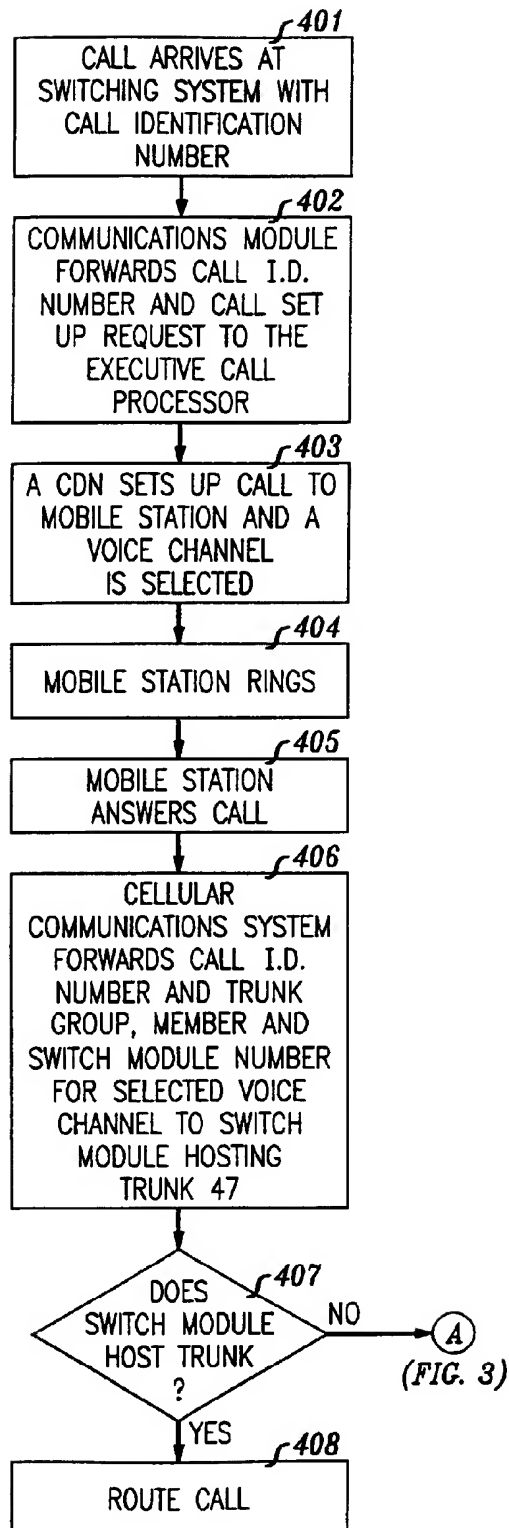 401
CALL ARRIVES AT
SWITCHING SYSTEM WITH
CALL IDENTIFICATION
NUMBER
402
COMMUNICATIONS MODULE
FORWARDS CALL I.D.
NUMBER AND CALL SET
UP REQUEST TO THE
EXECUTIVE CALL
PROCESSOR
403
A CDN SETS UP CALL TO
MOBILE STATION AND A
VOICE CHANNEL
IS SELECTED
404
MOBILE STATION RINGS
405
MOBILE STATION
ANSWERS CALL
406
CELLULAR
COMMUNICATIONS SYSTEM
FORWARDS CALL I.D.
NUMBER AND TRUNK
GROUP, MEMBER AND
SWITCH MODULE NUMBER
FOR SELECTED VOICE
CHANNEL TO SWITCH
MODULE HOSTING
TRUNK 47
407
DOES
SWITCH MODULE
HOST TRUNK
?
NO
A
(FIG. 3)
YES
408
ROUTE CALL